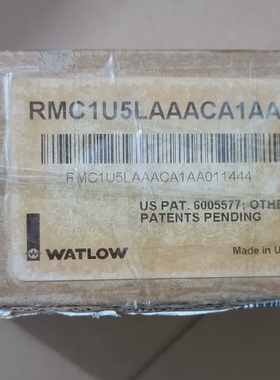 RMC1U5LAAACA1AA
RMC1U5LAAACA1AA011444
US PAT. 6005577; OTHE
PATENTS PENDING
WATLOW
Made in U